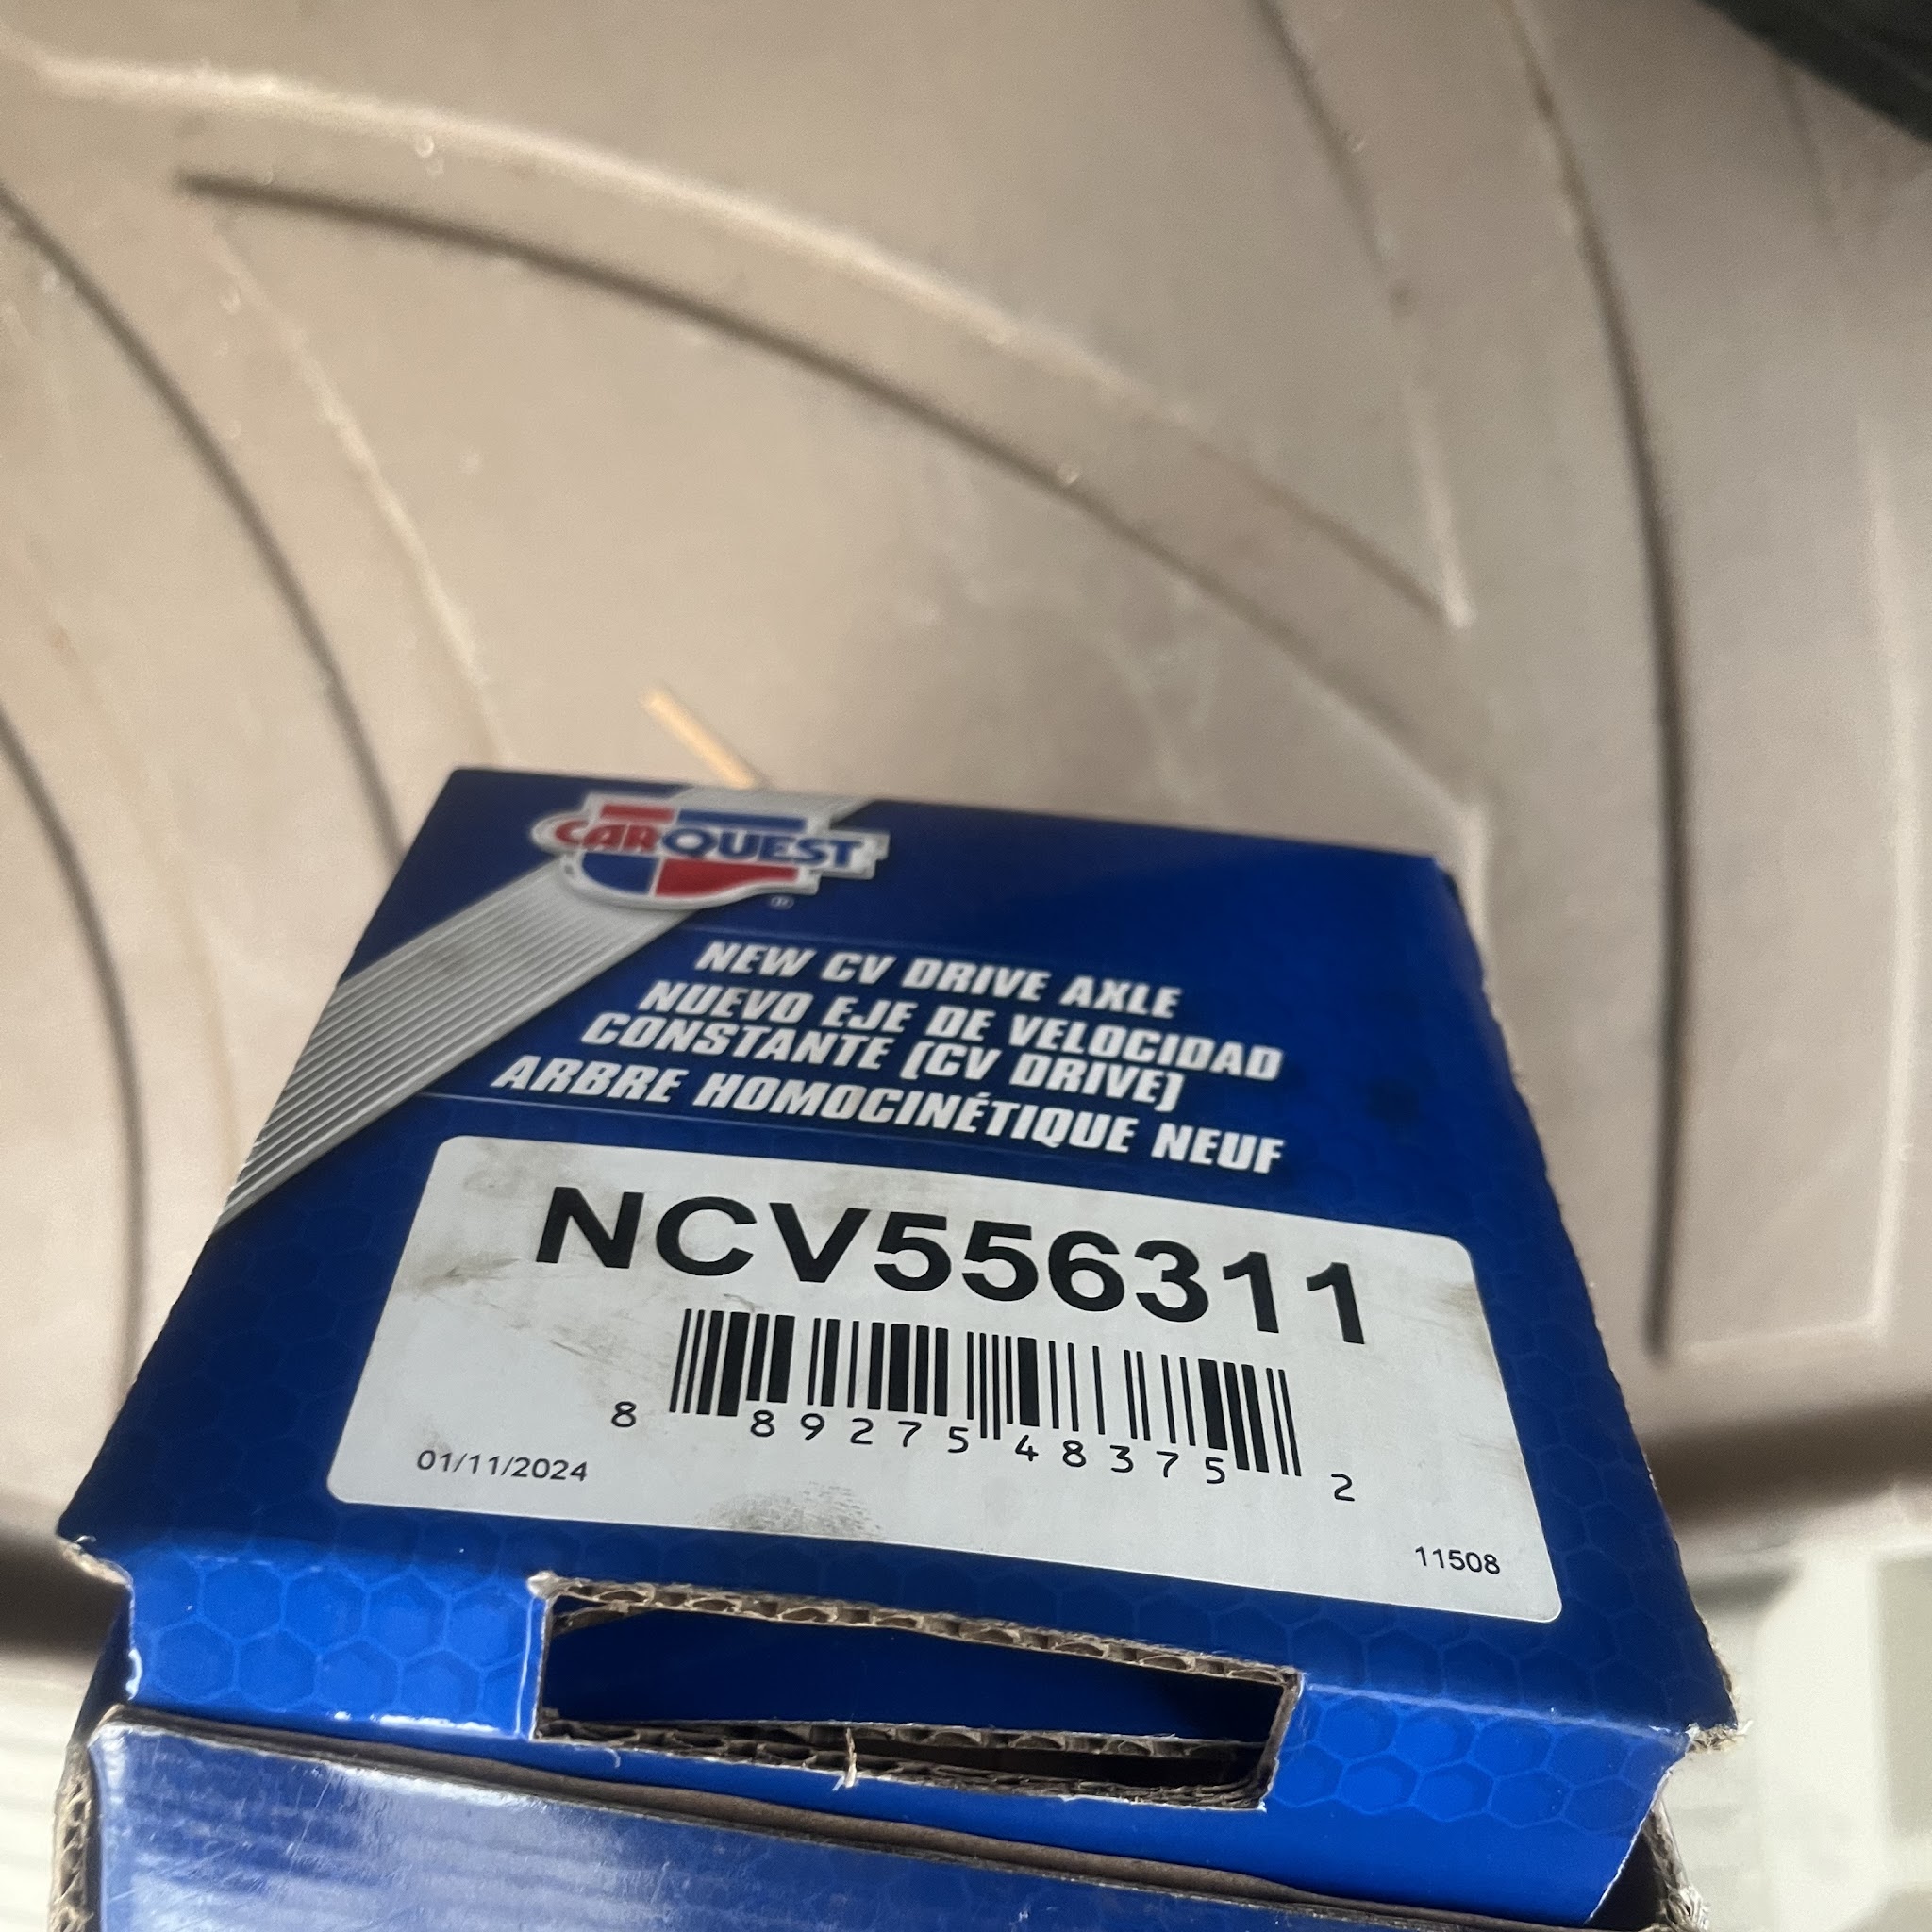 CARQUEST
®
NEW CV DRIVE AXLE
NUEVO EJE DE VELOCIDAD
CONSTANTE (CV DRIVE)
ARBRE HOMOCINÉTIQUE NEUF
NCV556311
8 89275 48375 2
01/11/2024
11508